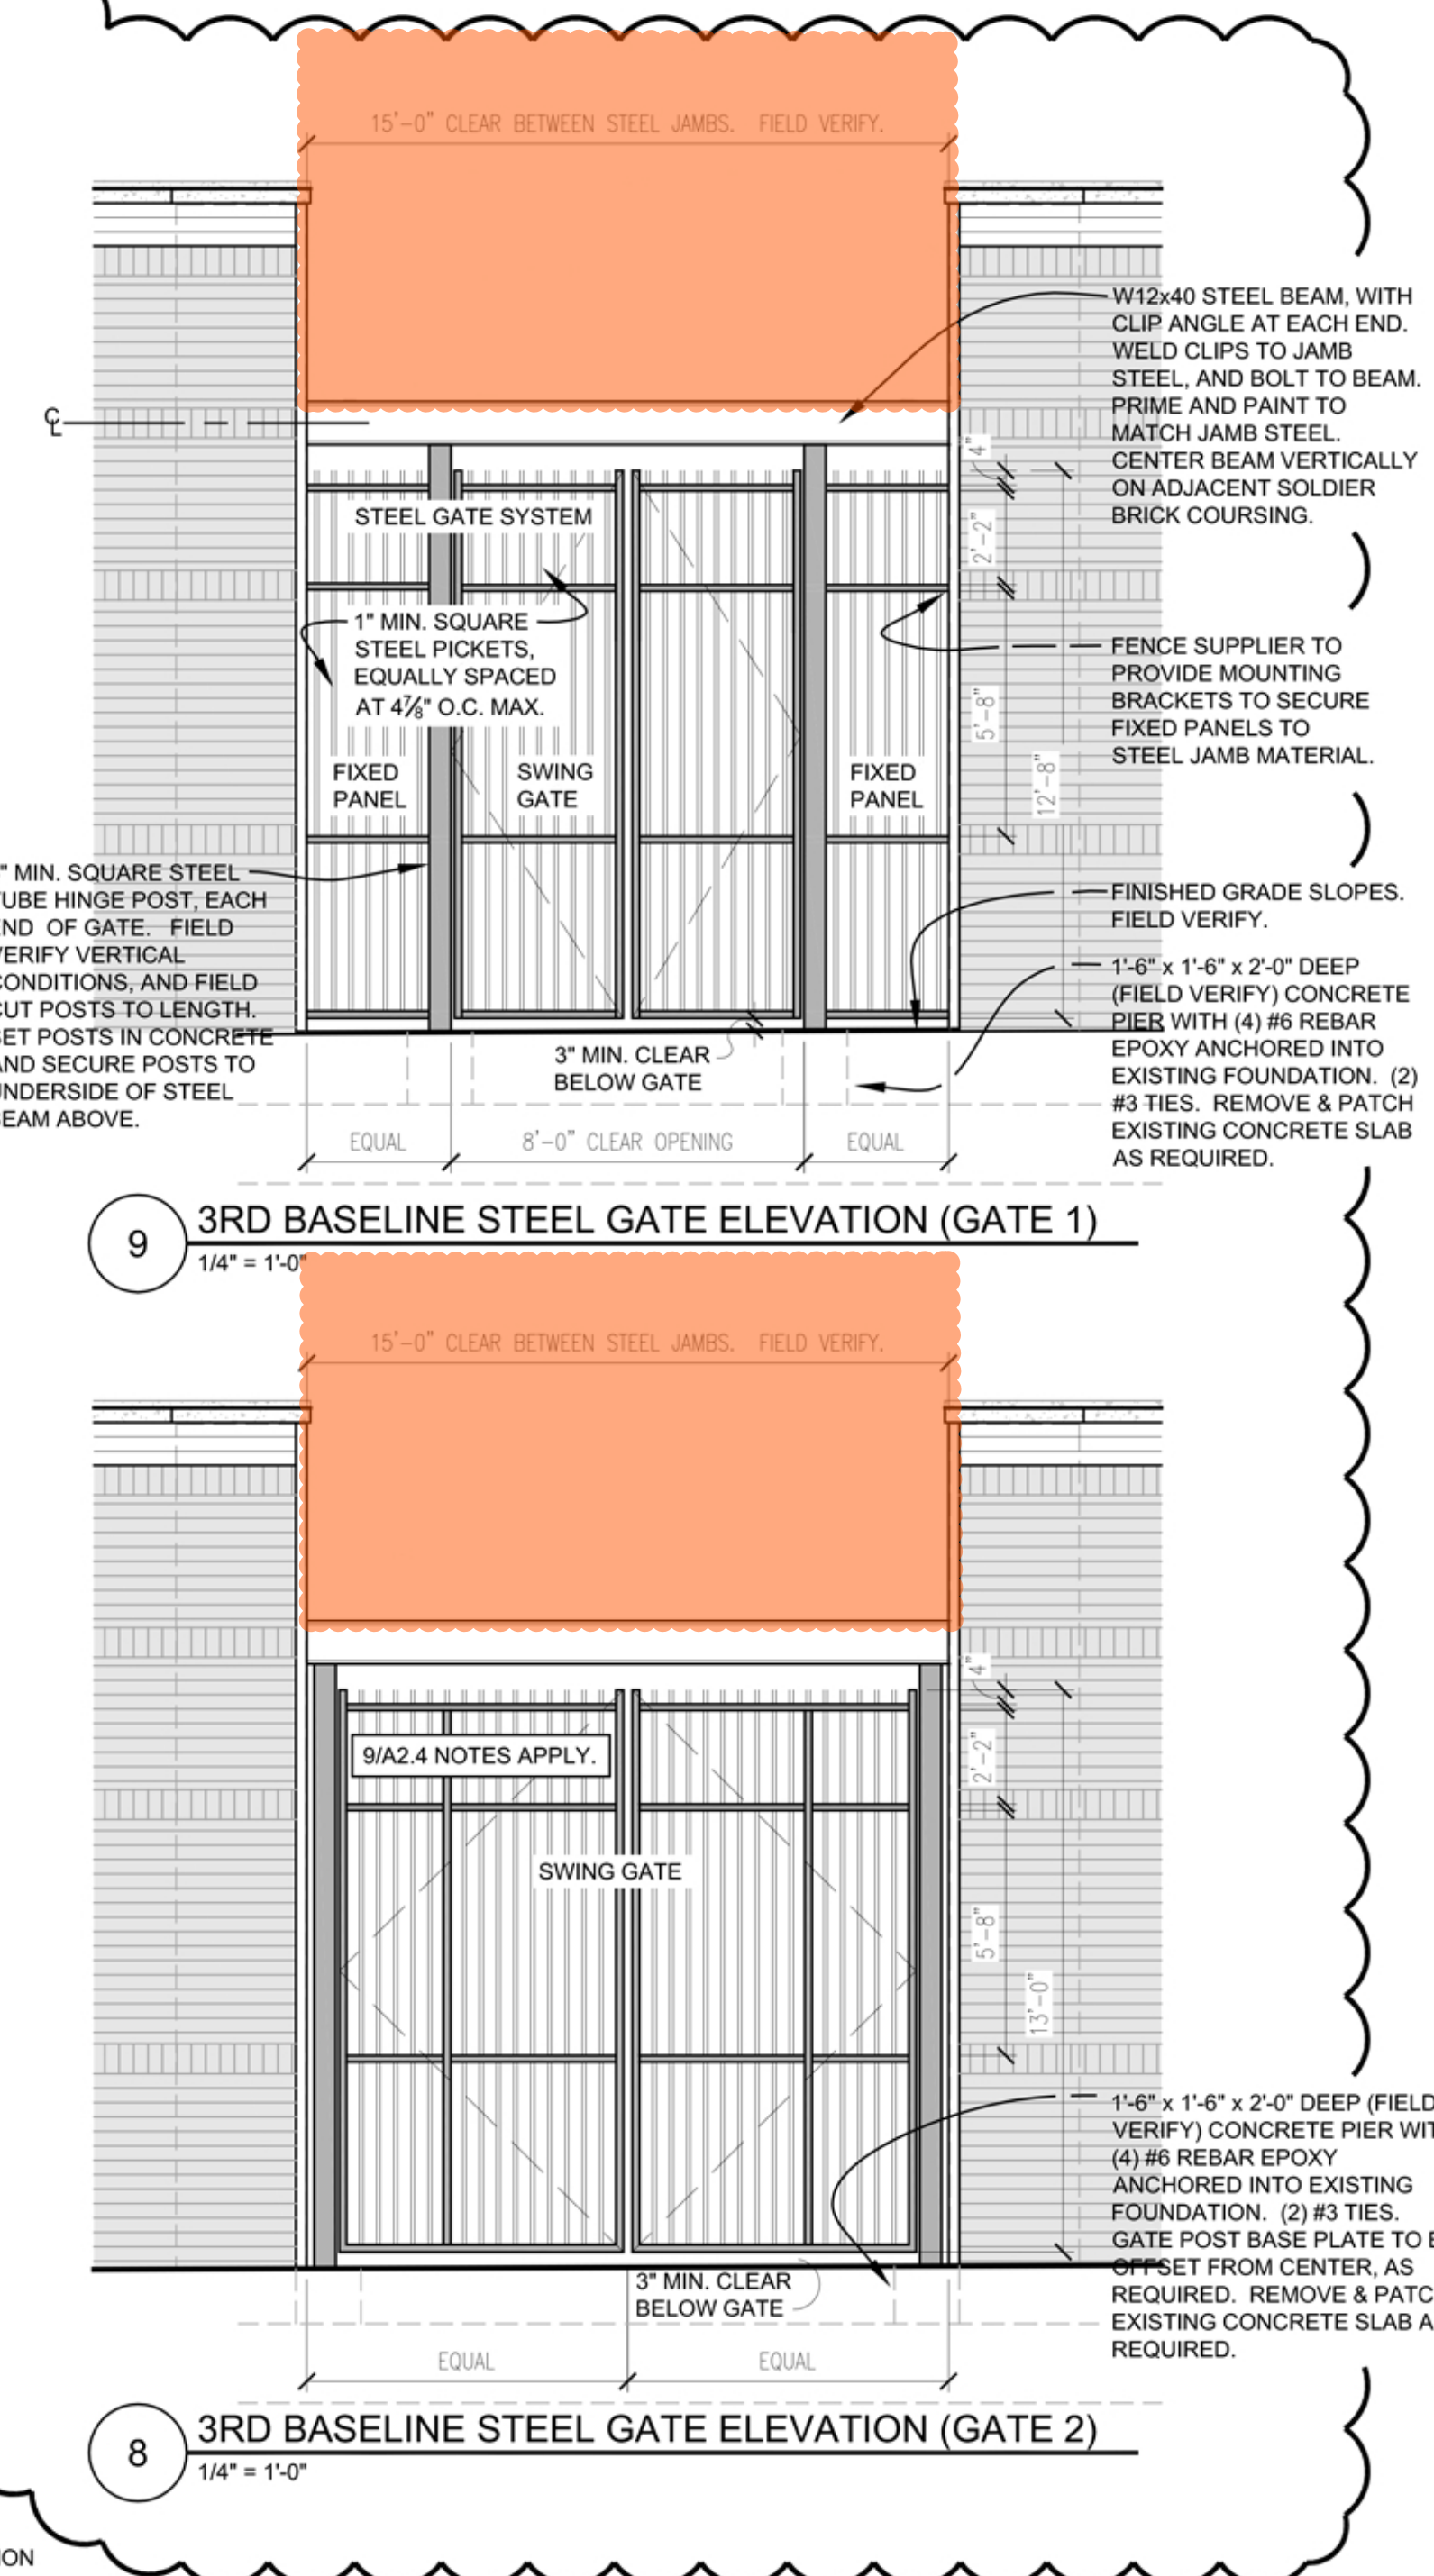 15'-0" CLEAR BETWEEN STEEL JAMBS.  FIELD VERIFY.
W12x40 STEEL BEAM, WITH
CLIP ANGLE AT EACH END.
WELD CLIPS TO JAMB
STEEL, AND BOLT TO BEAM.
PRIME AND PAINT TO
MATCH JAMB STEEL.
CENTER BEAM VERTICALLY
ON ADJACENT SOLDIER
BRICK COURSING.
℄
4"
2'-2"
5'-8"
12'-8"
STEEL GATE SYSTEM
1" MIN. SQUARE
STEEL PICKETS,
EQUALLY SPACED
AT 4⅞" O.C. MAX.
FIXED
PANEL
SWING
GATE
FIXED
PANEL
FENCE SUPPLIER TO
PROVIDE MOUNTING
BRACKETS TO SECURE
FIXED PANELS TO
STEEL JAMB MATERIAL.
" MIN. SQUARE STEEL
TUBE HINGE POST, EACH
END  OF GATE.   FIELD
VERIFY VERTICAL
CONDITIONS, AND FIELD
CUT POSTS TO LENGTH.
SET POSTS IN CONCRETE
AND SECURE POSTS TO
UNDERSIDE OF STEEL
BEAM ABOVE.
FINISHED GRADE SLOPES.
FIELD VERIFY.
1'-6" x 1'-6" x 2'-0" DEEP
(FIELD VERIFY) CONCRETE
PIER WITH (4) #6 REBAR
EPOXY ANCHORED INTO
EXISTING FOUNDATION.  (2)
#3 TIES.  REMOVE & PATCH
EXISTING CONCRETE SLAB
AS REQUIRED.
3" MIN. CLEAR
BELOW GATE
EQUAL
8'-0" CLEAR OPENING
EQUAL
9
3RD BASELINE STEEL GATE ELEVATION (GATE 1)
1/4" = 1'-0"
15'-0" CLEAR BETWEEN STEEL JAMBS.  FIELD VERIFY.
4"
2'-2"
5'-8"
13'-0"
9/A2.4 NOTES APPLY.
SWING GATE
1'-6" x 1'-6" x 2'-0" DEEP (FIELD
VERIFY) CONCRETE PIER WIT
(4) #6 REBAR EPOXY
ANCHORED INTO EXISTING
FOUNDATION.  (2) #3 TIES.
GATE POST BASE PLATE TO B
OFFSET FROM CENTER, AS
REQUIRED.  REMOVE & PATC
EXISTING CONCRETE SLAB A
REQUIRED.
3" MIN. CLEAR
BELOW GATE
EQUAL
EQUAL
8
3RD BASELINE STEEL GATE ELEVATION (GATE 2)
1/4" = 1'-0"
ION